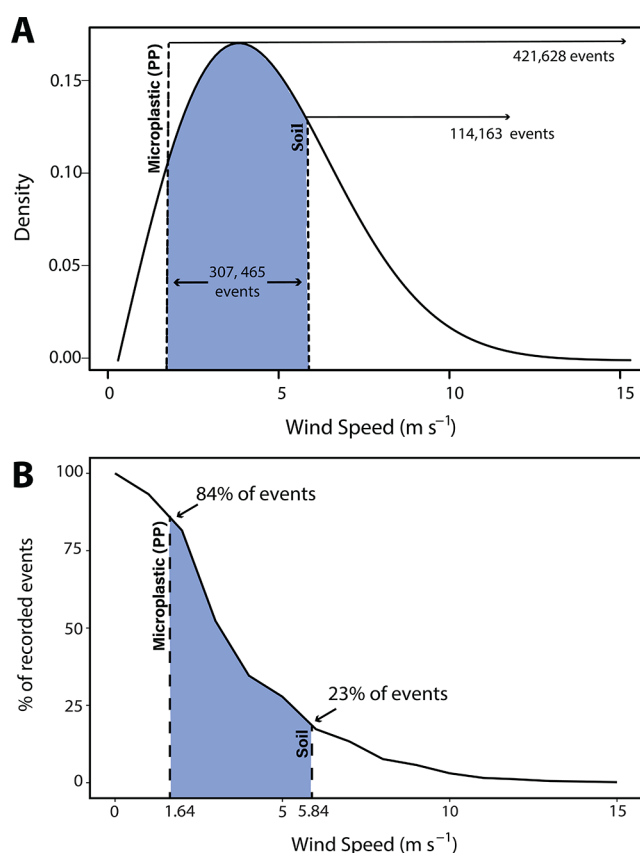 A
0.15
0.10
0.05
0.00
Density
Microplastic (PP)
Soil
421,628 events
114,163 events
307, 465
events
0
5
10
15
Wind Speed (m s⁻¹)
B
100
75
50
25
0
% of recorded events
84% of events
Microplastic (PP)
23% of events
Soil
0
1.64
5
5.84
10
15
Wind Speed (m s⁻¹)